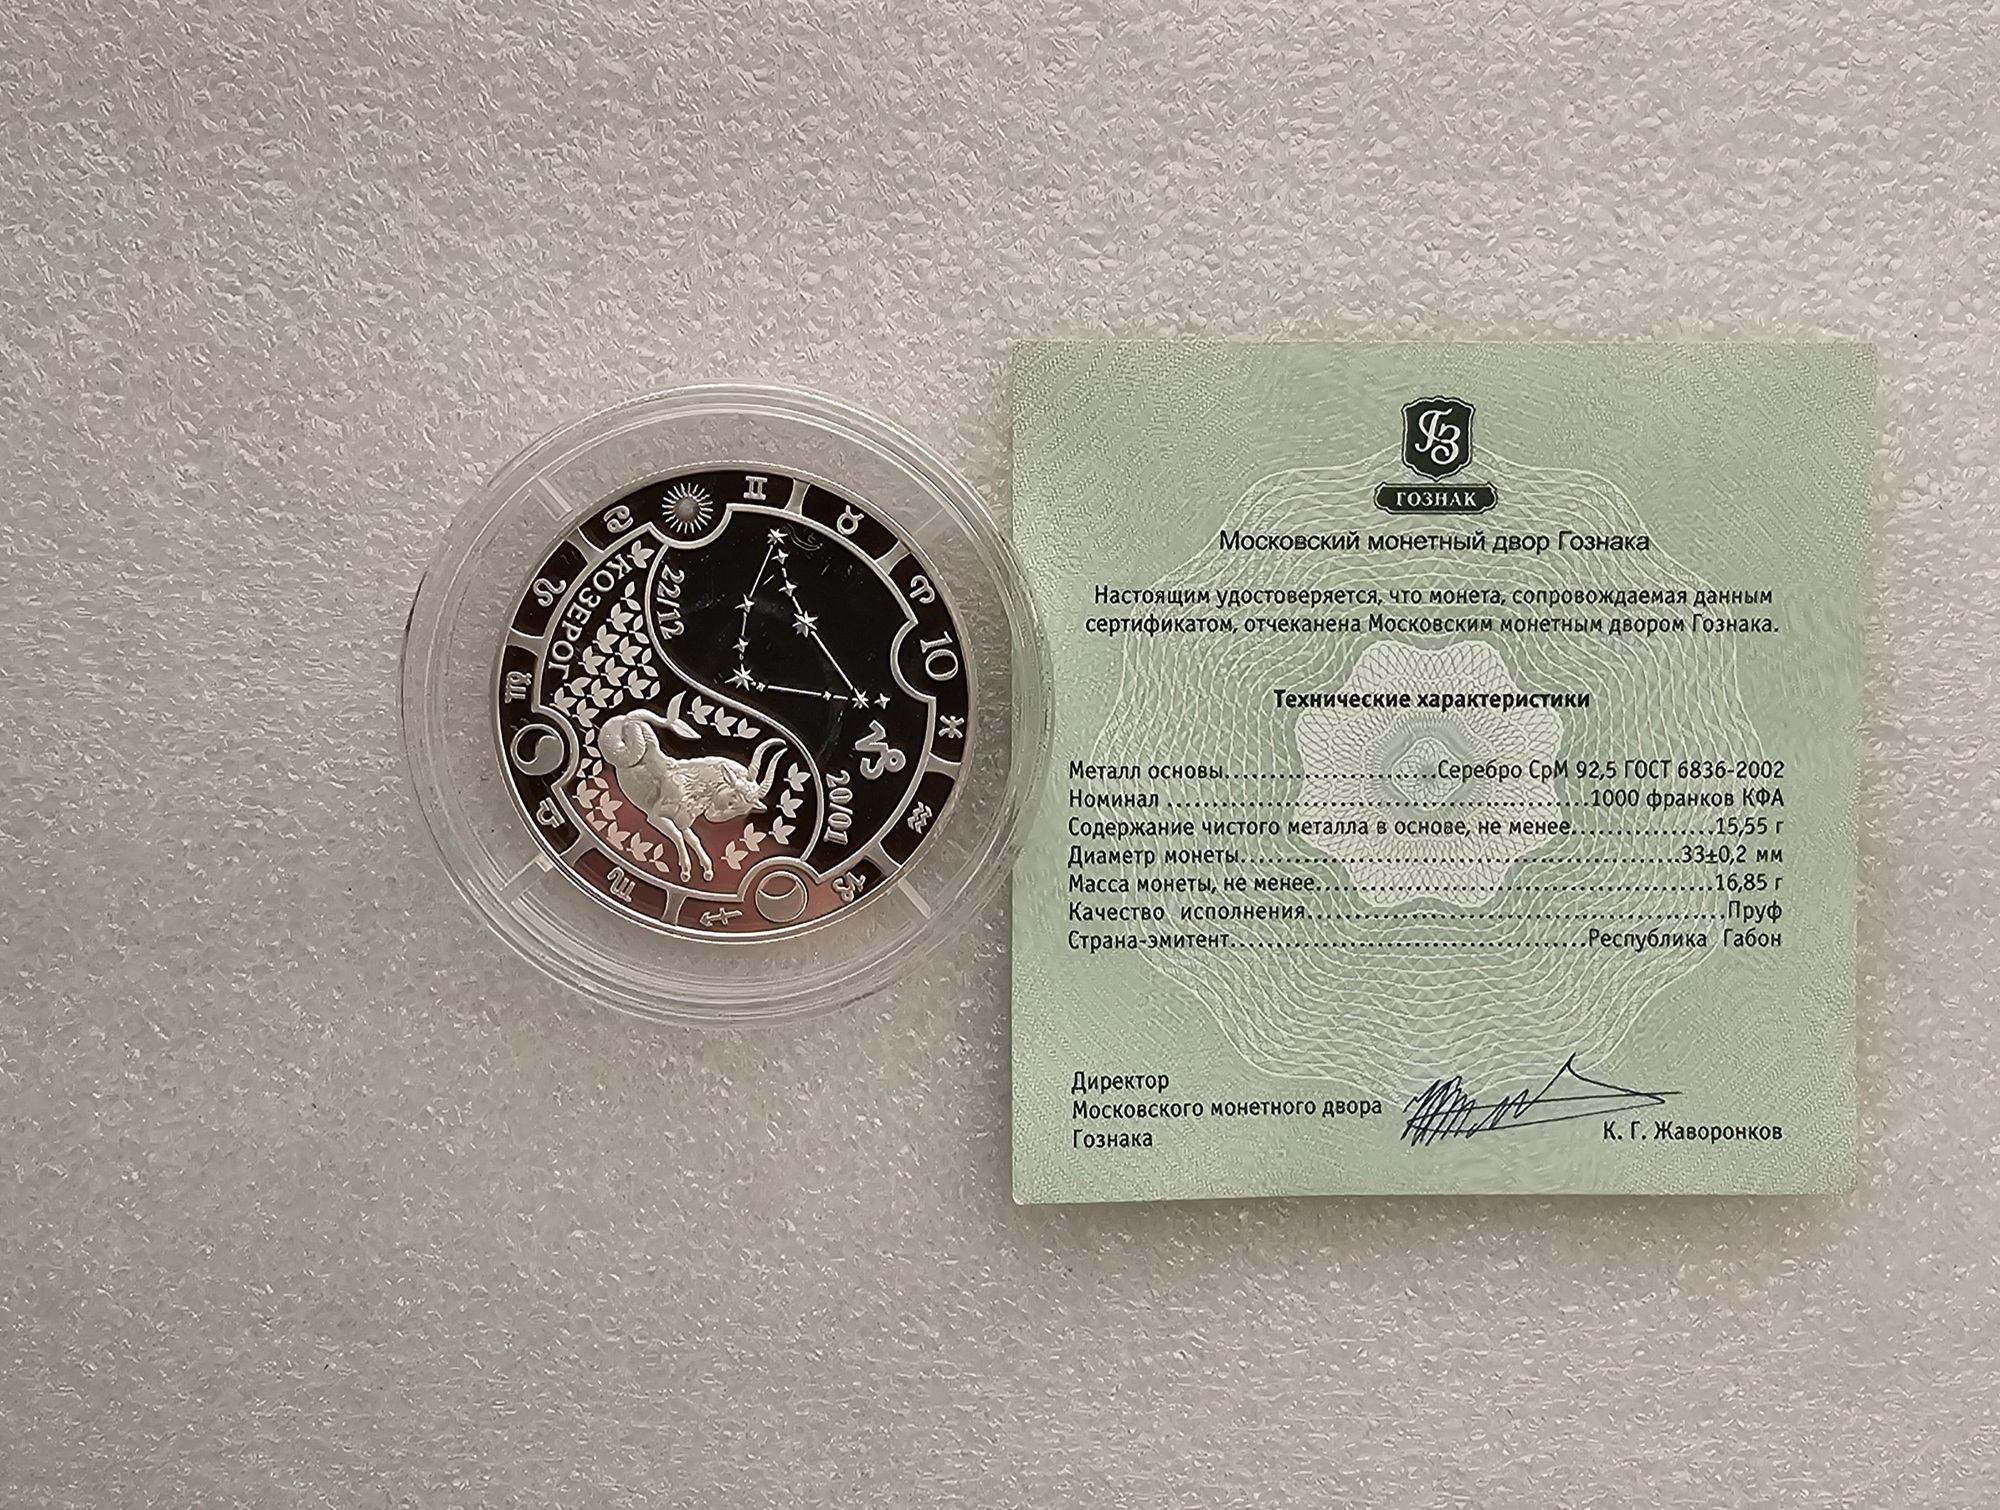 КОЗЕРОГ
22/12
20/01
10
ГЗ
ГОЗНАК
Московский монетный двор Гознака
Настоящим удостоверяется, что монета, сопровождаемая данным
сертификатом, отчеканена Московским монетным двором Гознака.
Технические характеристики
Металл основы..............................Серебро СрМ 92,5 ГОСТ 6836-2002
Номинал ..........................................................1000 франков КФА
Содержание чистого металла в основе, не менее....................15,55 г
Диаметр монеты.............................................................33±0,2 мм
Масса монеты, не менее.......................................................16,85 г
Качество исполнения...........................................................Пруф
Страна-эмитент..................................................Республика Габон
Директор
Московского монетного двора
Гознака
К. Г. Жаворонков